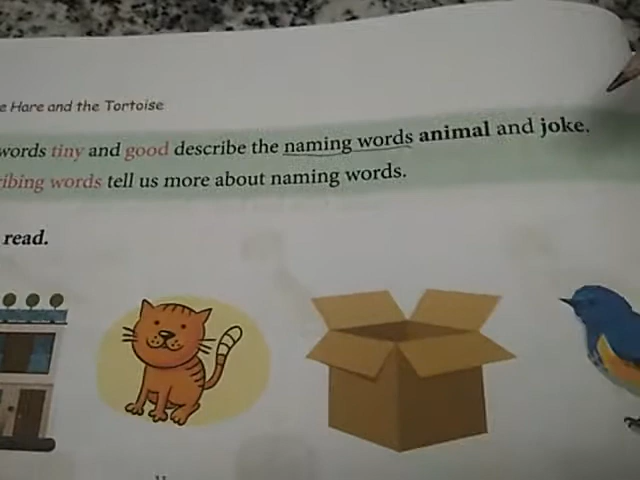 e Hare and the Tortoise
words tiny and good describe the naming words animal and joke.
ibing words tell us more about naming words.
read.